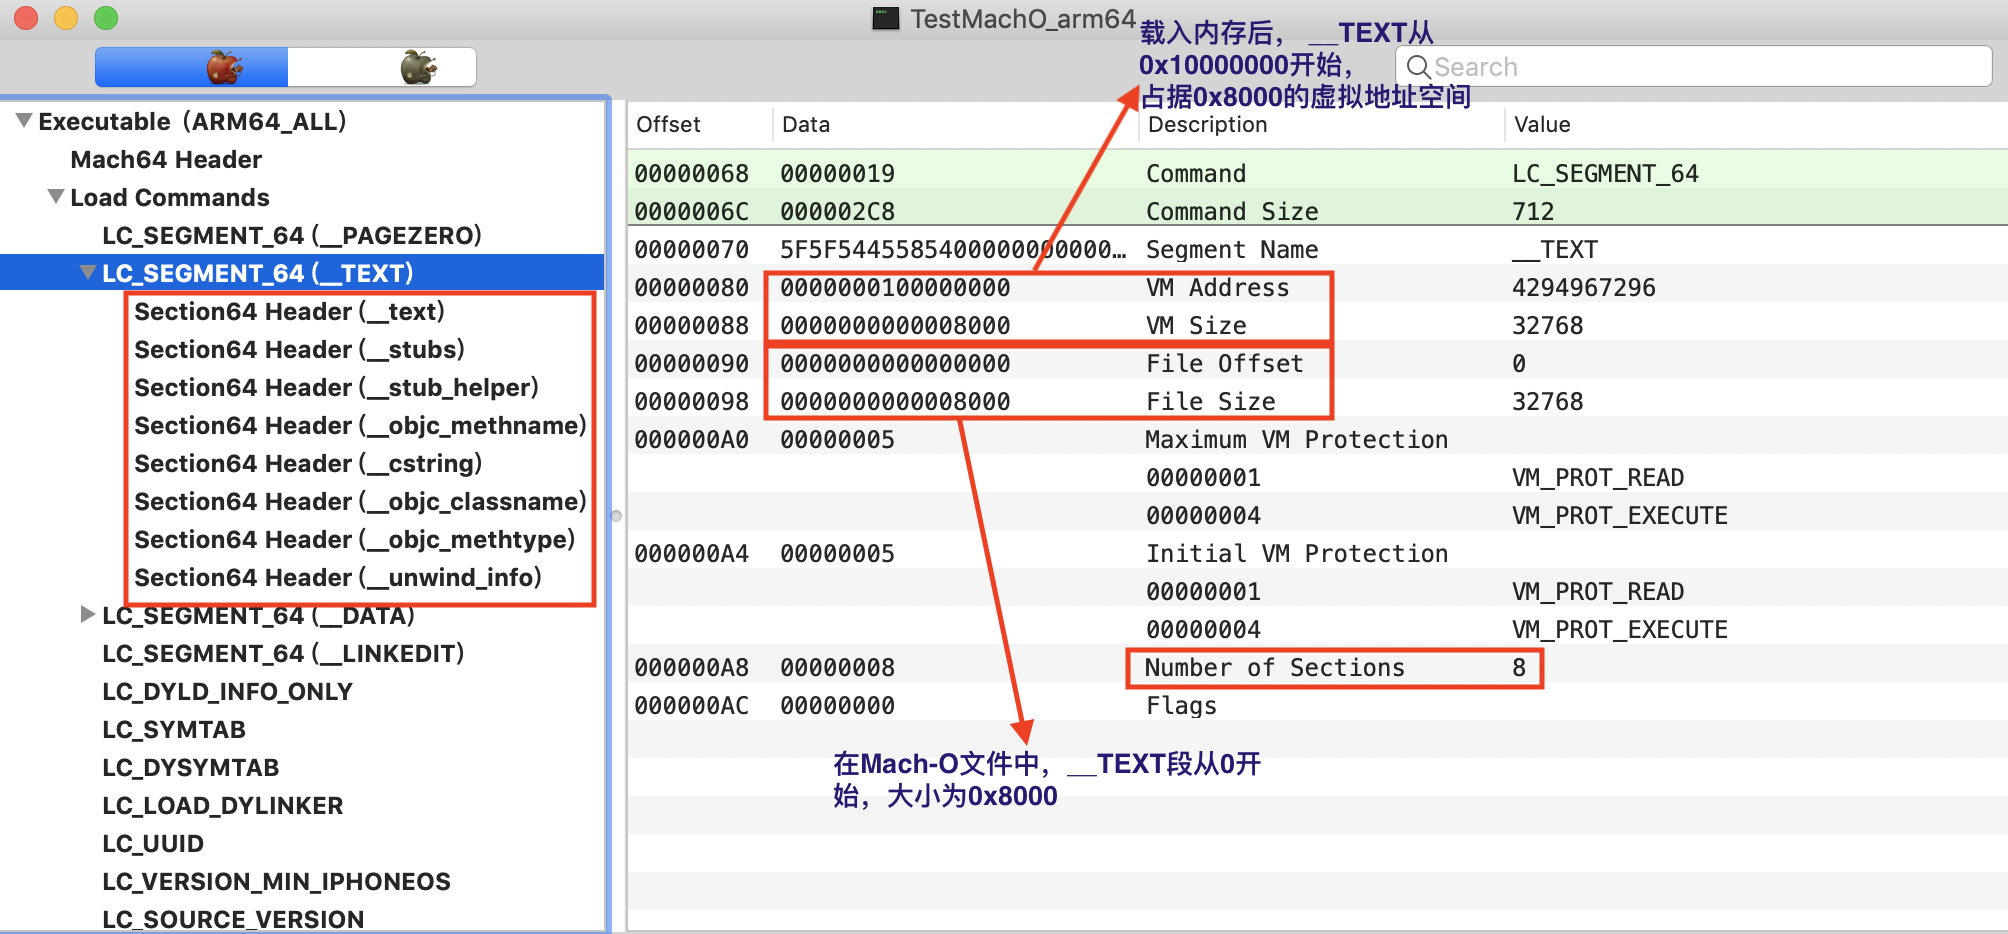 TestMachO_arm64
载入内存后， __TEXT从
0x10000000开始，
占据0x8000的虚拟地址空间
Search
Executable (ARM64_ALL)
Mach64 Header
Load Commands
LC_SEGMENT_64 (__PAGEZERO)
LC_SEGMENT_64 (__TEXT)
Section64 Header (__text)
Section64 Header (__stubs)
Section64 Header (__stub_helper)
Section64 Header (__objc_methname)
Section64 Header (__cstring)
Section64 Header (__objc_classname)
Section64 Header (__objc_methtype)
Section64 Header (__unwind_info)
LC_SEGMENT_64 (__DATA)
LC_SEGMENT_64 (__LINKEDIT)
LC_DYLD_INFO_ONLY
LC_SYMTAB
LC_DYSYMTAB
LC_LOAD_DYLINKER
LC_UUID
LC_VERSION_MIN_IPHONEOS
LC_SOURCE_VERSION
Offset Data Description Value
00000068 00000019 Command LC_SEGMENT_64
0000006C 000002C8 Command Size 712
00000070 5F5F5445585400000000000... Segment Name __TEXT
00000080 0000000100000000 VM Address 4294967296
00000088 0000000000008000 VM Size 32768
00000090 0000000000000000 File Offset 0
00000098 0000000000008000 File Size 32768
000000A0 00000005 Maximum VM Protection
00000001 VM_PROT_READ
00000004 VM_PROT_EXECUTE
000000A4 00000005 Initial VM Protection
00000001 VM_PROT_READ
00000004 VM_PROT_EXECUTE
000000A8 00000008 Number of Sections 8
000000AC 00000000 Flags
在Mach-O文件中，__TEXT段从0开
始，大小为0x8000